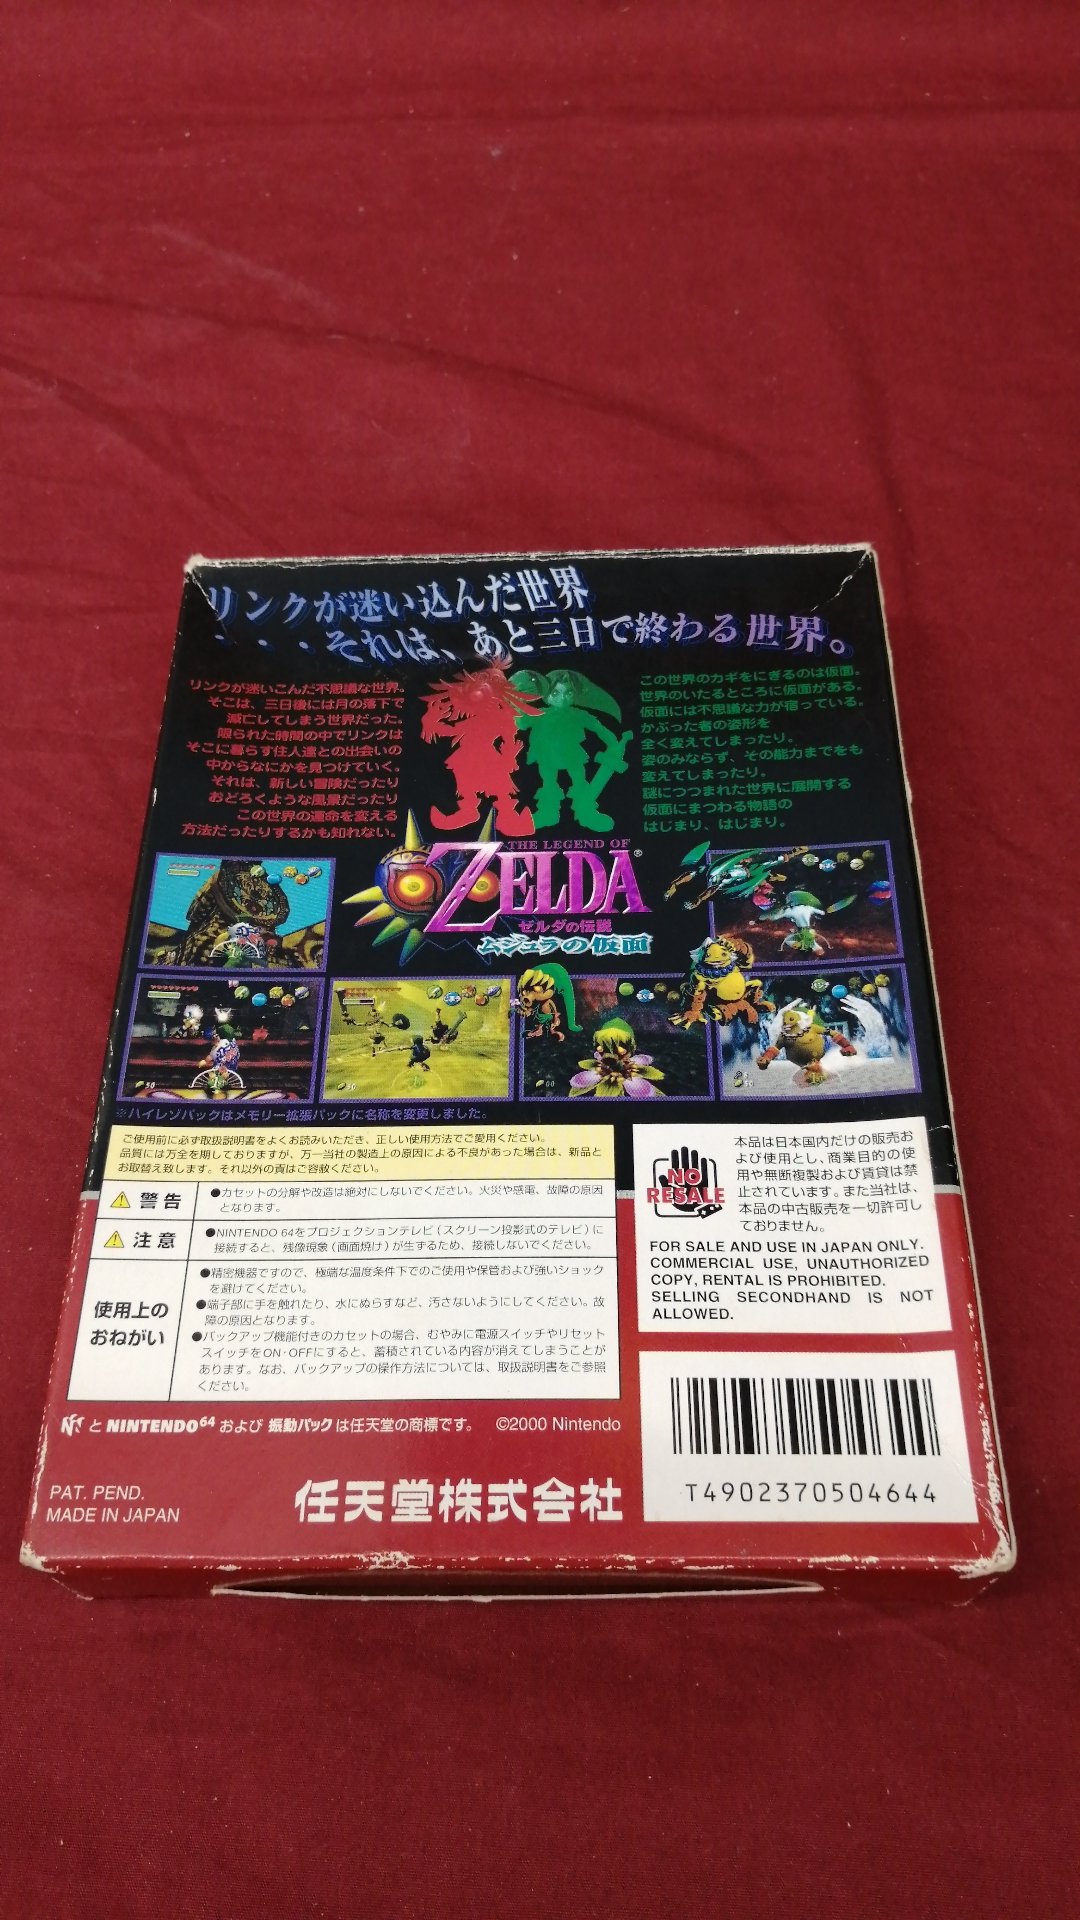 リンクが迷い込んだ世界
・・・それは、あと三日で終わる世界。
リンクが迷いこんだ不思議な世界。
そこは、三日後には月の落下で
滅亡してしまう世界だった。
限られた時間の中でリンクは
そこに暮らす住人達との出会いの
中からなにかを見つけていく。
それは、新しい冒険だったり
おどろくような風景だったり
この世界の運命を変える
方法だったりするかも知れない。
この世界のカギをにぎるのは仮面。
世界のいたるところに仮面がある。
仮面には不思議な力が宿っている。
かぶった者の姿形を
全く変えてしまったり。
姿のみならず、その能力までをも
変えてしまったり。
謎につつまれた世界に展開する
仮面にまつわる物語の
はじまり、はじまり。
THE LEGEND OF
ZELDA®
ゼルダの伝説
ムジュラの仮面
※ハイレゾパックはメモリー拡張パックに名称を変更しました。
ご使用前に必ず取扱説明書をよくお読みいただき、正しい使用方法でご愛用ください。
品質には万全を期しておりますが、万一当社の製造上の原因による不良があった場合は、新品と
お取替え致します。それ以外の責はご容赦ください。
警告
●カセットの分解や改造は絶対にしないでください。火災や感電、故障の原因
となります。
注意
●NINTENDO 64をプロジェクションテレビ(スクリーン投影式のテレビ)に
接続すると、残像現象(画面焼け)が生ずるため、接続しないでください。
使用上の
おねがい
●精密機器ですので、極端な温度条件下でのご使用や保管および強いショック
を避けてください。
●端子部に手を触れたり、水にぬらすなど、汚さないようにしてください。故
障の原因となります。
●バックアップ機能付きのカセットの場合、むやみに電源スイッチやリセット
スイッチをON・OFFにすると、蓄積されている内容が消えてしまうことが
あります。なお、バックアップの操作方法については、取扱説明書をご参照
ください。
NO
RESALE
本品は日本国内だけの販売お
よび使用とし、商業目的の使
用や無断複製および賃貸は禁
止されています。また当社は、
本品の中古販売を一切許可し
ておりません。
FOR SALE AND USE IN JAPAN ONLY.
COMMERCIAL USE, UNAUTHORIZED
COPY, RENTAL IS PROHIBITED.
SELLING SECONDHAND IS NOT
ALLOWED.
と NINTENDO64 および 振動パック は任天堂の商標です。 ©2000 Nintendo
PAT. PEND.
MADE IN JAPAN
任天堂株式会社
T4902370504644